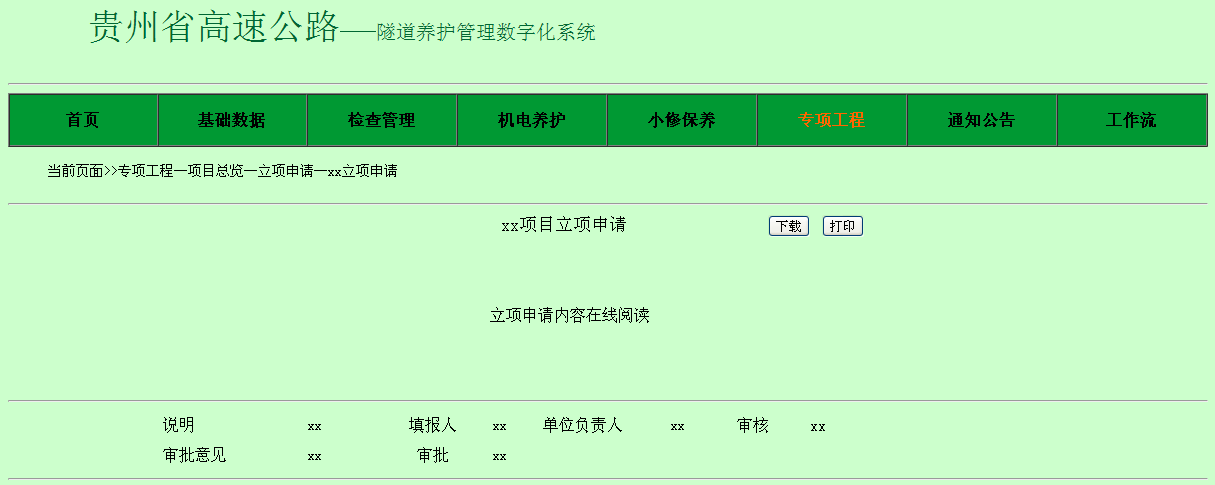 贵州省高速公路——隧道养护管理数字化系统
首页 基础数据 检查管理 机电养护 小修保养 专项工程 通知公告 工作流
当前页面>>专项工程—项目总览—立项申请—xx立项申请
xx项目立项申请 下载 打印
立项申请内容在线阅读
说明 xx 填报人 xx 单位负责人 xx 审核 xx
审批意见 xx 审批 xx